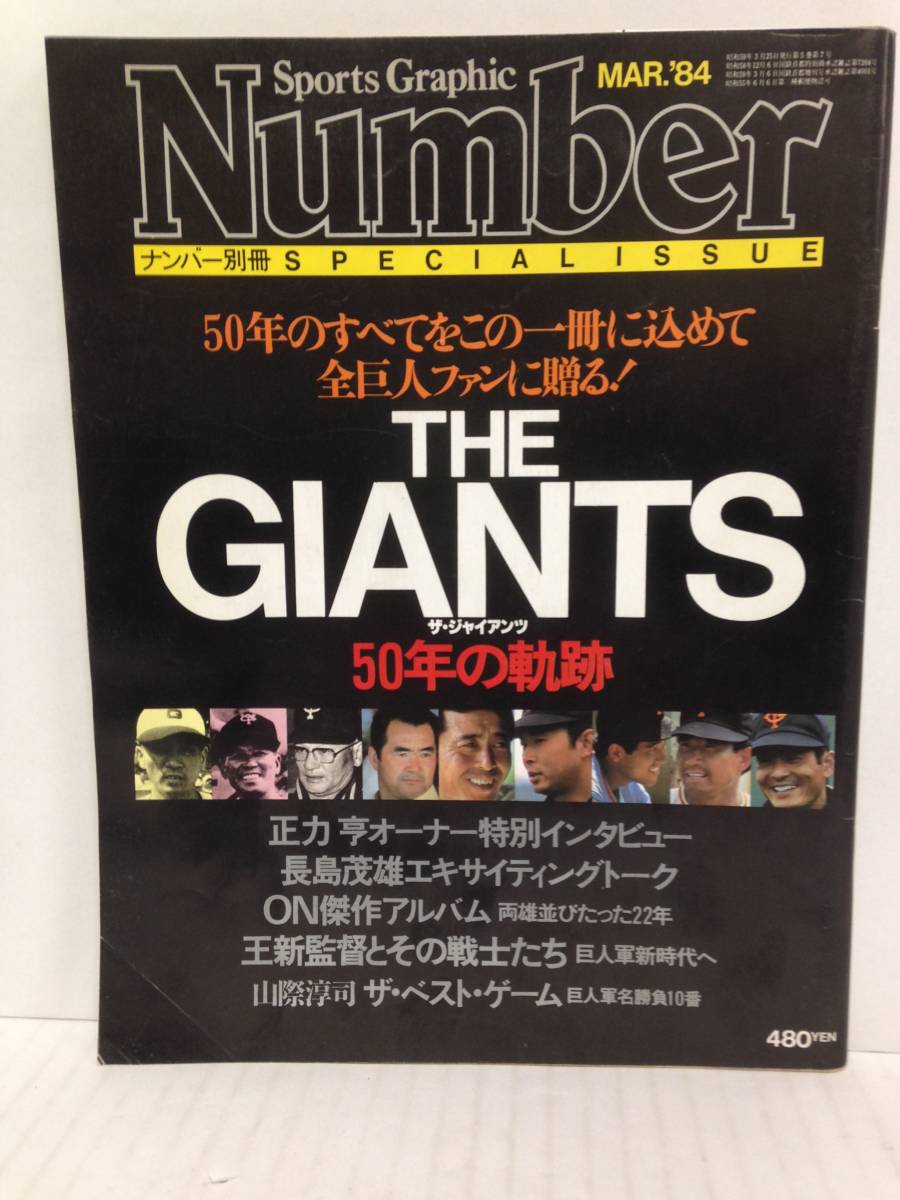 Sports Graphic
MAR.'84
Number
ナンバー別冊 SPECIAL ISSUE
50年のすべてをこの一冊に込めて
全巨人ファンに贈る!
THE
GIANTS
ザ・ジャイアンツ
50年の軌跡
正力 亨オーナー特別インタビュー
長島茂雄エキサイティングトーク
ON傑作アルバム 両雄並びたった22年
王新監督とその戦士たち 巨人軍新時代へ
山際淳司 ザ・ベスト・ゲーム 巨人軍名勝負10番
480YEN